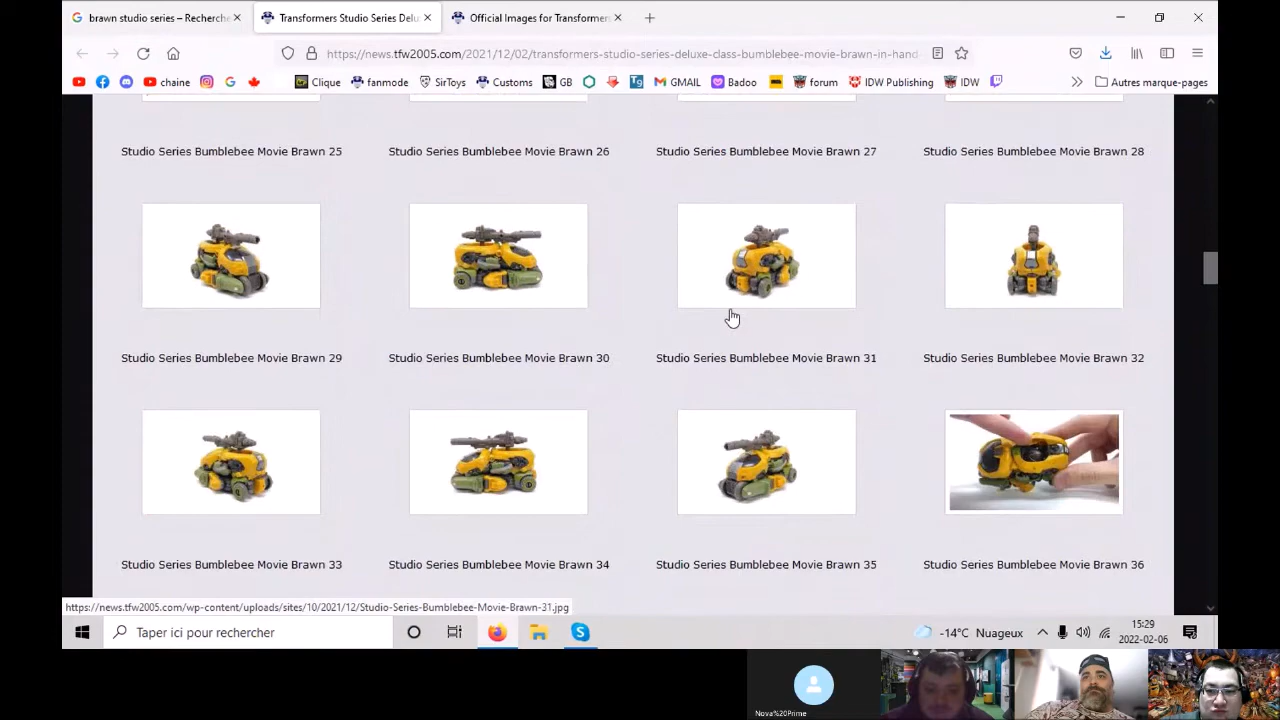 brawn studio series – Recherche
Transformers Studio Series Delu
Official Images for Transformers
https://news.tfw2005.com/2021/12/02/transformers-studio-series-deluxe-class-bumblebee-movie-brawn-in-hand
chaine
Clique
fanmode
SirToys
Customs
GB
GMAIL
Badoo
forum
IDW Publishing
IDW
Autres marque-pages
Studio Series Bumblebee Movie Brawn 25
Studio Series Bumblebee Movie Brawn 26
Studio Series Bumblebee Movie Brawn 27
Studio Series Bumblebee Movie Brawn 28
Studio Series Bumblebee Movie Brawn 29
Studio Series Bumblebee Movie Brawn 30
Studio Series Bumblebee Movie Brawn 31
Studio Series Bumblebee Movie Brawn 32
Studio Series Bumblebee Movie Brawn 33
Studio Series Bumblebee Movie Brawn 34
Studio Series Bumblebee Movie Brawn 35
Studio Series Bumblebee Movie Brawn 36
https://news.tfw2005.com/wp-content/uploads/sites/10/2021/12/Studio-Series-Bumblebee-Movie-Brawn-31.jpg
Taper ici pour rechercher
-14°C Nuageux
15:29
2022-02-06
Nova%20Prime